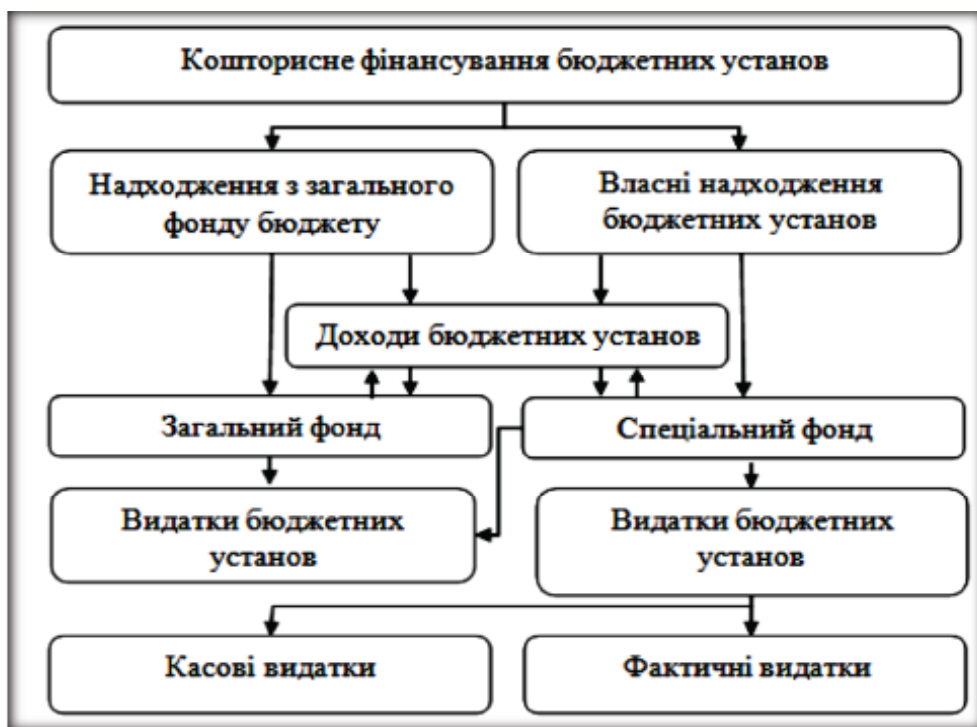 Кошторисне фінансування бюджетних установ
Надходження з загального
фонду бюджету
Власні надходження
бюджетних установ
Доходи бюджетних установ
Загальний фонд
Спеціальний фонд
Видатки бюджетних
установ
Видатки бюджетних
установ
Касові видатки
Фактичні видатки